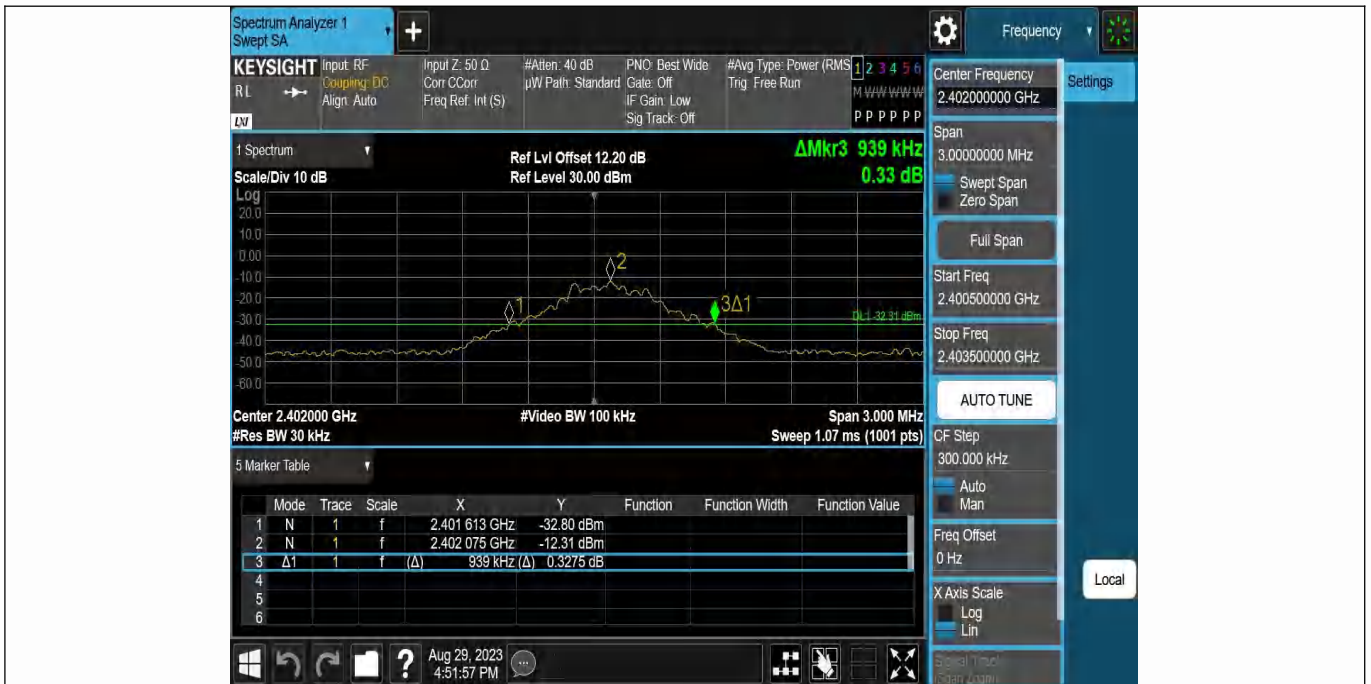 Spectrum Analyzer 1
Swept SA
+
Frequency
KEYSIGHT
RL
LXI
Input: RF
Coupling: DC
Align: Auto
Input Z: 50 Ω
Corr CCorr
Freq Ref: Int (S)
#Atten: 40 dB
µW Path: Standard
PNO: Best Wide
Gate: Off
IF Gain: Low
Sig Track: Off
#Avg Type: Power (RMS
Trig: Free Run
1 2 3 4 5 6
M W W W W W
P P P P P P
1 Spectrum
Scale/Div 10 dB
Ref Lvl Offset 12.20 dB
Ref Level 30.00 dBm
ΔMkr3 939 kHz
0.33 dB
Log
20.0
10.0
0.00
-10.0
-20.0
-30.0
-40.0
-50.0
-60.0
1
2
3Δ1
DL1 -32.31 dBm
Center 2.402000 GHz
#Video BW 100 kHz
Span 3.000 MHz
#Res BW 30 kHz
Sweep 1.07 ms (1001 pts)
5 Marker Table
Mode Trace Scale X Y Function Function Width Function Value
1 N 1 f 2.401 613 GHz -32.80 dBm
2 N 1 f 2.402 075 GHz -12.31 dBm
3 Δ1 1 f (Δ) 939 kHz (Δ) 0.3275 dB
4
5
6
?
Aug 29, 2023
4:51:57 PM
Center Frequency
2.402000000 GHz
Settings
Span
3.00000000 MHz
Swept Span
Zero Span
Full Span
Start Freq
2.400500000 GHz
Stop Freq
2.403500000 GHz
AUTO TUNE
CF Step
300.000 kHz
Auto
Man
Freq Offset
0 Hz
X Axis Scale
Log
Lin
Signal Track
(Span Zoom)
Local